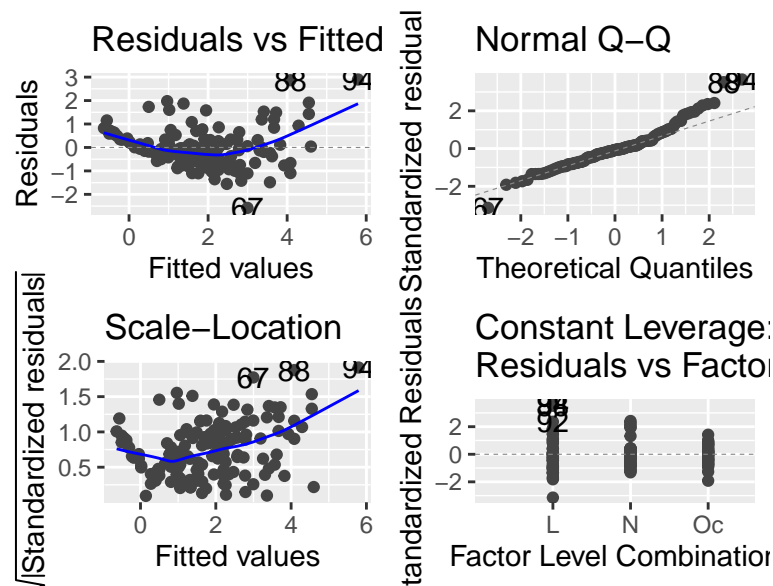 Residuals vs Fitted
Residuals
3
2
1
0
−1
−2
88
94
67
0
2
4
6
Fitted values
Normal Q−Q
Standardized residual
2
0
−2
88
94
67
−2
−1
0
1
2
Theoretical Quantiles
Scale−Location
√|Standardized residuals|
2.0
1.5
1.0
0.5
67
88
94
0
2
4
6
Fitted values
Constant Leverage:
Residuals vs Factor
tandardized Residuals
2
0
−2
92
L
N
Oc
Factor Level Combination